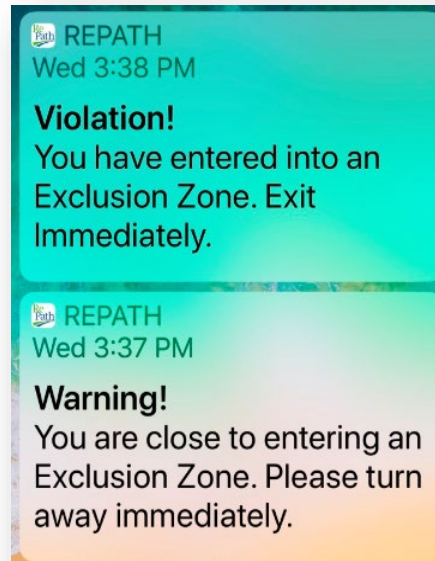 REPATH
Wed 3:38 PM
Violation!
You have entered into an
Exclusion Zone. Exit
Immediately.
REPATH
Wed 3:37 PM
Warning!
You are close to entering an
Exclusion Zone. Please turn
away immediately.